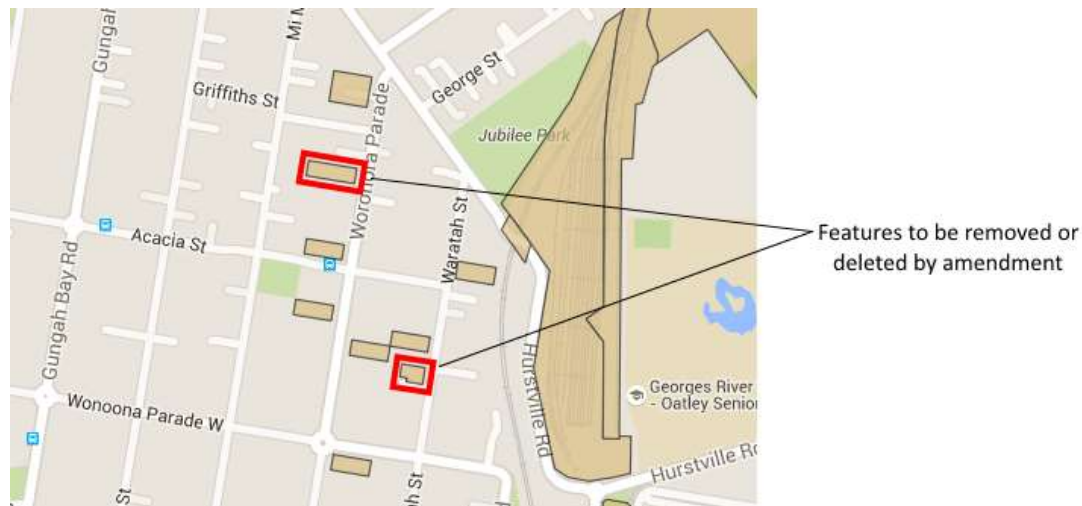 Gungah
Mi M
Griffiths St
Woronora Parade
George St
Jubilee Park
Acacia St
Waratah St
Gungah Bay Rd
Wonoona Parade W
Hurstville Rd
Georges River
- Oatley Senio
Hurstville Ro
St
ah St
d
Features to be removed or
deleted by amendment